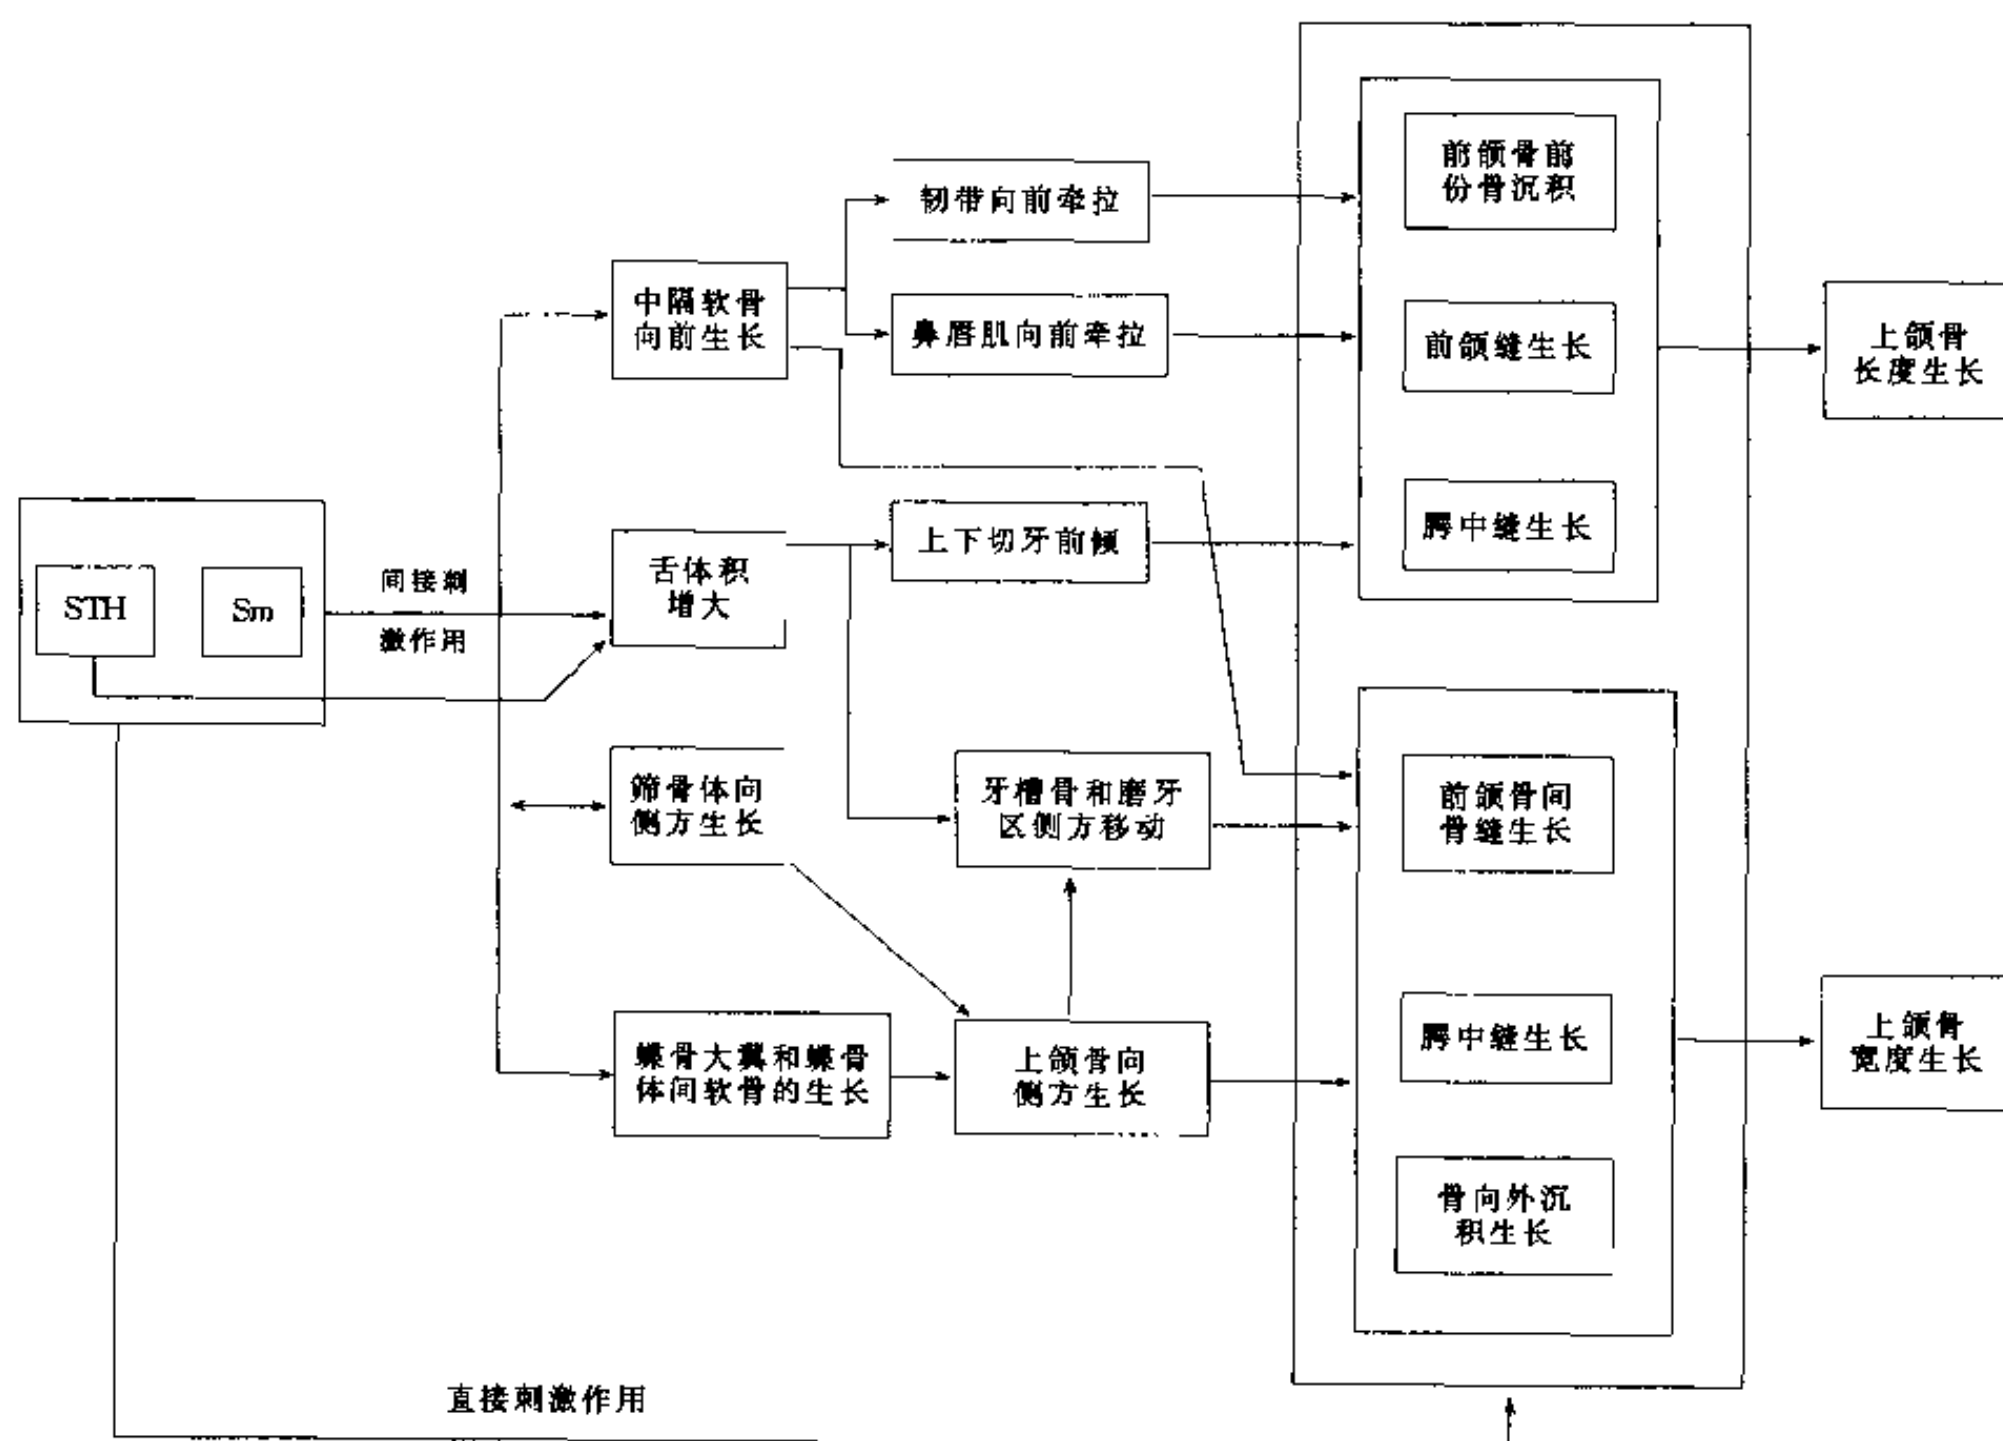 前颌骨前
份骨沉积
韧带向前牵拉
中隔软骨
向前生长
鼻唇肌向前牵拉
前颌缝生长
上颌骨
长度生长
腭中缝生长
上下切牙前倾
舌体积
增大
STH
Sm
间接刺
激作用
筛骨体向
侧方生长
牙槽骨和磨牙
区侧方移动
前颌骨间
骨缝生长
蝶骨大翼和蝶骨
体间软骨的生长
上颌骨向
侧方生长
腭中缝生长
上颌骨
宽度生长
骨向外沉
积生长
直接刺激作用